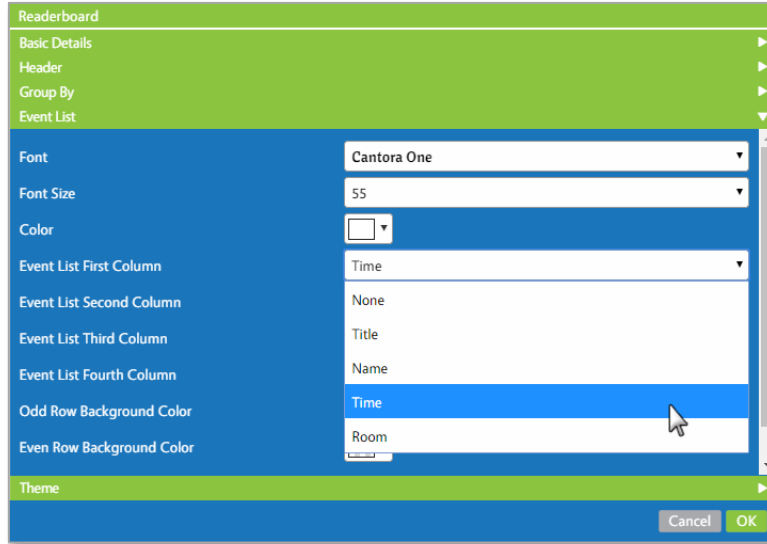 Readerboard
Basic Details
Header
Group By
Event List
Font
Cantora One
Font Size
55
Color
Event List First Column
Time
Event List Second Column
None
Event List Third Column
Title
Event List Fourth Column
Name
Odd Row Background Color
Time
Even Row Background Color
Room
Theme
Cancel
OK